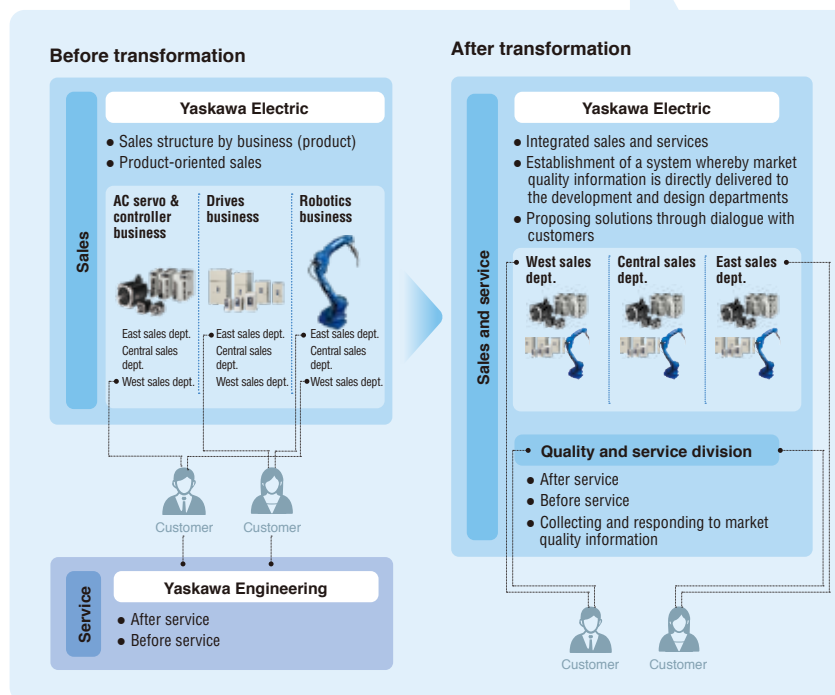 Before transformation
Sales
Yaskawa Electric
● Sales structure by business (product)
● Product-oriented sales
AC servo &
controller
business
Drives
business
Robotics
business
East sales dept.
Central sales
dept.
West sales dept.
East sales dept.
Central sales
dept.
West sales dept.
East sales dept.
Central sales
dept.
West sales dept.
Customer
Customer
Service
Yaskawa Engineering
● After service
● Before service
After transformation
Sales and service
Yaskawa Electric
● Integrated sales and services
● Establishment of a system whereby market
quality information is directly delivered to
the development and design departments
● Proposing solutions through dialogue with
customers
West sales
dept.
Central sales
dept.
East sales
dept.
Quality and service division
● After service
● Before service
● Collecting and responding to market
quality information
Customer
Customer